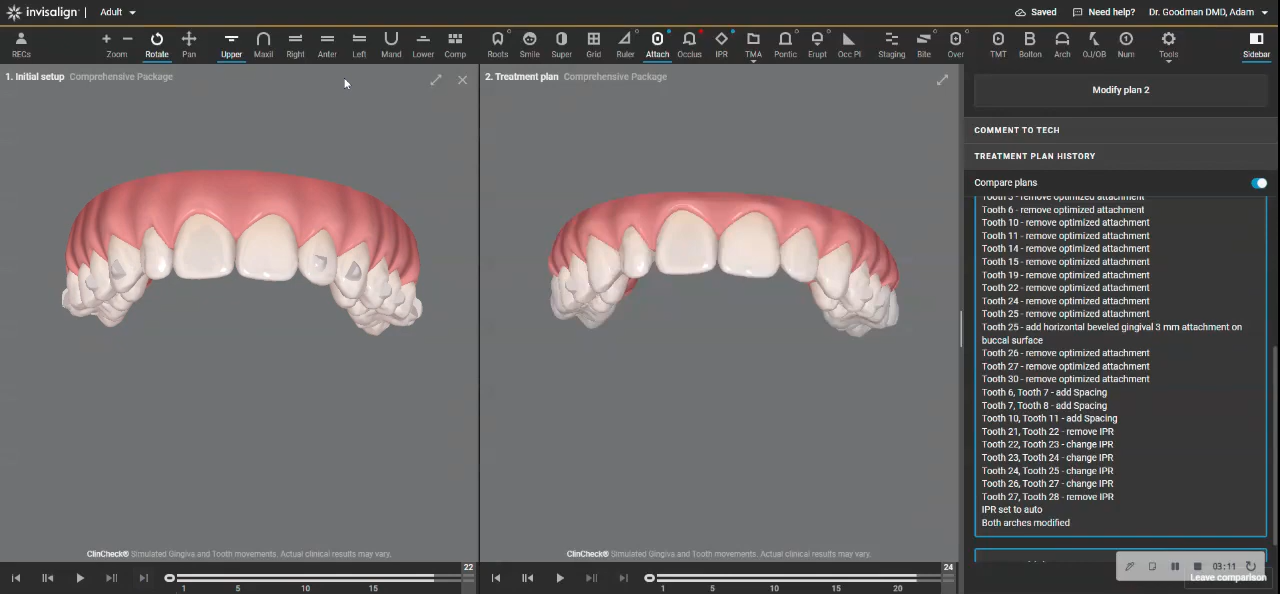 invisalign
Adult
Saved
Need help?
Dr. Goodman DMD, Adam
RECs
Zoom
Rotate
Pan
Upper
Maxil
Right
Anter
Left
Mand
Lower
Comp
Roots
Smile
Super
Grid
Ruler
Attach
Occlus
IPR
TMA
Pontic
Erupt
Occ Pl
Staging
Bite
Over
TMT
Bolton
Arch
OJ/OB
Num
Tools
Sidebar
1. Initial setup Comprehensive Package
2. Treatment plan Comprehensive Package
Modify plan 2
COMMENT TO TECH
TREATMENT PLAN HISTORY
Compare plans
Tooth 6 - remove optimized attachment
Tooth 10 - remove optimized attachment
Tooth 11 - remove optimized attachment
Tooth 14 - remove optimized attachment
Tooth 15 - remove optimized attachment
Tooth 19 - remove optimized attachment
Tooth 22 - remove optimized attachment
Tooth 24 - remove optimized attachment
Tooth 25 - remove optimized attachment
Tooth 25 - add horizontal beveled gingival 3 mm attachment on
buccal surface
Tooth 26 - remove optimized attachment
Tooth 27 - remove optimized attachment
Tooth 30 - remove optimized attachment
Tooth 6, Tooth 7 - add Spacing
Tooth 7, Tooth 8 - add Spacing
Tooth 10, Tooth 11 - add Spacing
Tooth 21, Tooth 22 - remove IPR
Tooth 22, Tooth 23 - change IPR
Tooth 23, Tooth 24 - change IPR
Tooth 24, Tooth 25 - change IPR
Tooth 26, Tooth 27 - change IPR
Tooth 27, Tooth 28 - remove IPR
IPR set to auto
Both arches modified
ClinCheck® Simulated Gingiva and Tooth movements. Actual clinical results may vary.
ClinCheck® Simulated Gingiva and Tooth movements. Actual clinical results may vary.
22
24
03:11
Leave comparison
1 5 10 15
1 5 10 15 20